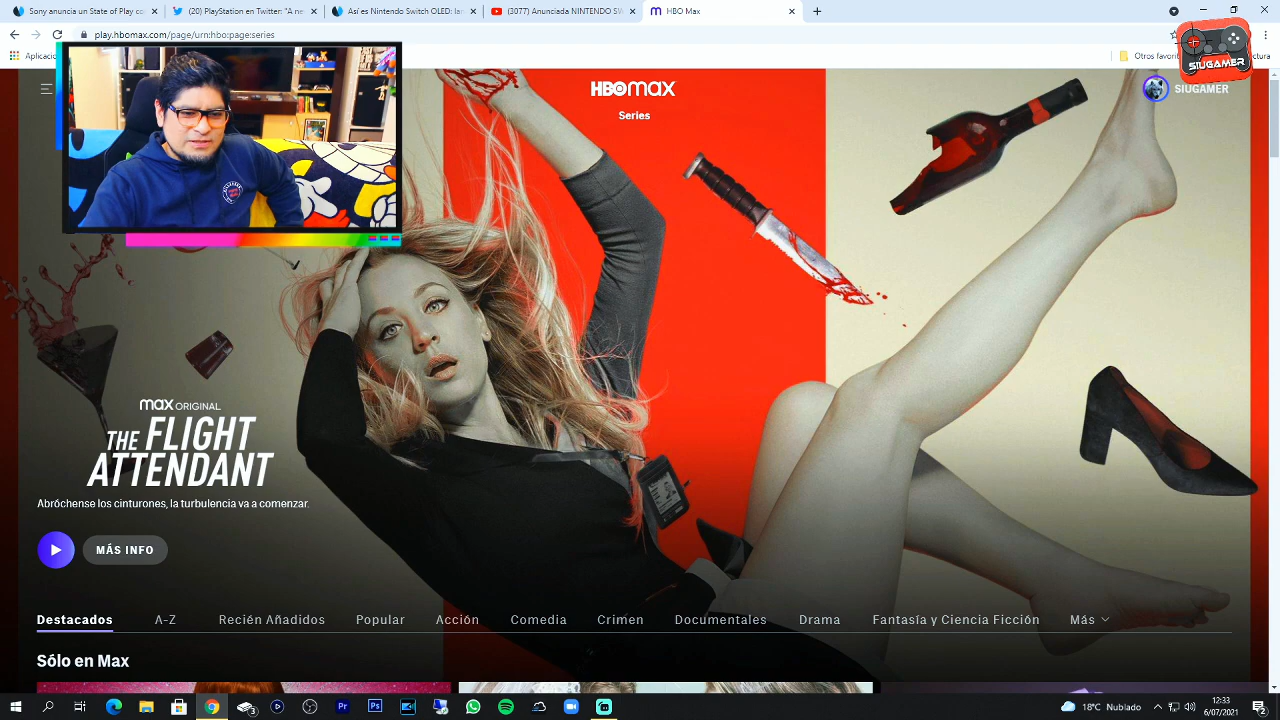 Sony anuncia un State of Play co
(20) PlayStation en Twitter: "A ne
Así es Nintendo Switch OLED: la
(3077) Anunciada NINTENDO SW
HBO Max
play.hbomax.com/page/urn:hbo:page:series
Aplicacio
Otros favori
ctura
SIUGAMER
HBOmax
SIUGAMER
Series
max ORIGINAL
THE FLIGHT
ATTENDANT
Abróchense los cinturones, la turbulencia va a comenzar.
MÁS INFO
Destacados A-Z Recién Añadidos Popular Acción Comedia Crimen Documentales Drama Fantasía y Ciencia Ficción Más
Sólo en Max
18°C Nublado
12:33
6/07/2021